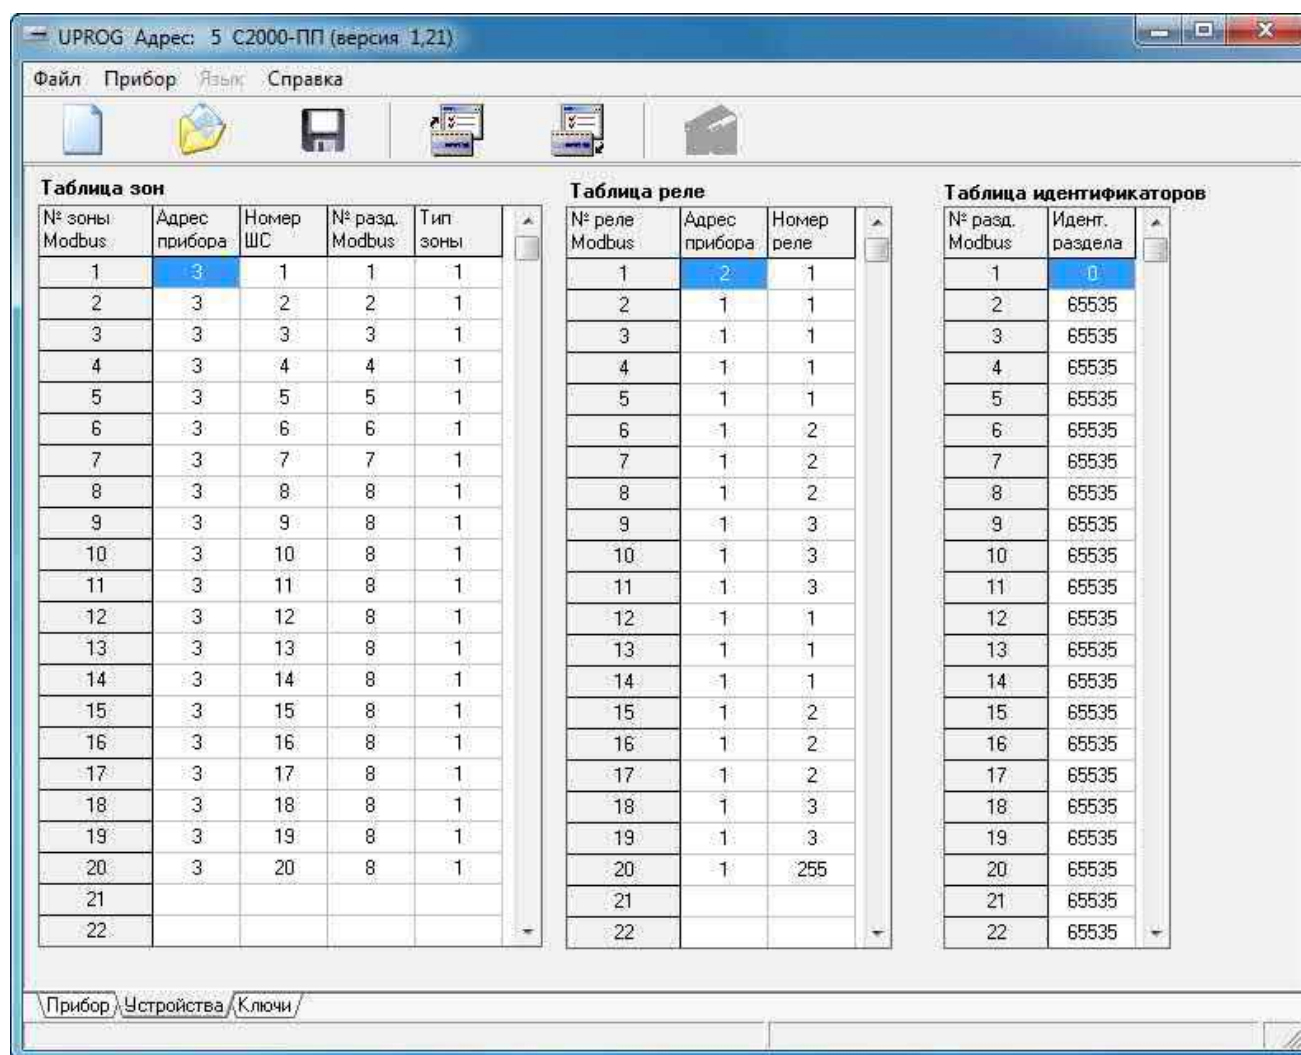 UPROG Адрес: 5 С2000-ПП (версия 1,21)
Файл Прибор Язык Справка
Таблица зон
№ зоны Modbus Адрес прибора Номер ШС № разд. Modbus Тип зоны
1 3 1 1 1
2 3 2 2 1
3 3 3 3 1
4 3 4 4 1
5 3 5 5 1
6 3 6 6 1
7 3 7 7 1
8 3 8 8 1
9 3 9 8 1
10 3 10 8 1
11 3 11 8 1
12 3 12 8 1
13 3 13 8 1
14 3 14 8 1
15 3 15 8 1
16 3 16 8 1
17 3 17 8 1
18 3 18 8 1
19 3 19 8 1
20 3 20 8 1
21
22
Таблица реле
№ реле Modbus Адрес прибора Номер реле
1 2 1
2 1 1
3 1 1
4 1 1
5 1 1
6 1 2
7 1 2
8 1 2
9 1 3
10 1 3
11 1 3
12 1 1
13 1 1
14 1 1
15 1 2
16 1 2
17 1 2
18 1 3
19 1 3
20 1 255
21
22
Таблица идентификаторов
№ разд. Modbus Идент. раздела
1 0
2 65535
3 65535
4 65535
5 65535
6 65535
7 65535
8 65535
9 65535
10 65535
11 65535
12 65535
13 65535
14 65535
15 65535
16 65535
17 65535
18 65535
19 65535
20 65535
21 65535
22 65535
Прибор Устройства Ключи